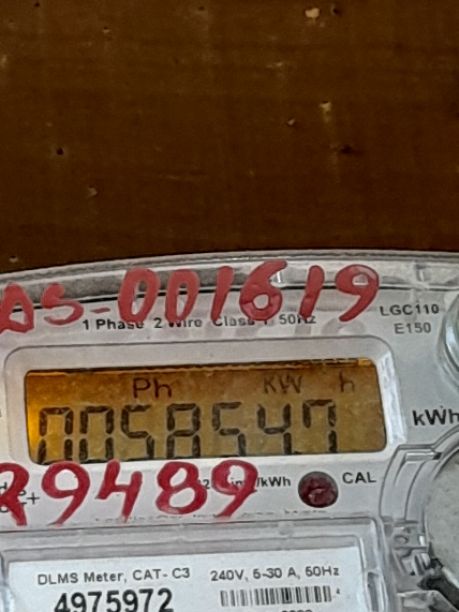 AS-001619
LGC110
1 Phase 2 Wire Class 1 50Hz
E150
Ph KW h
0058547
kWh
29489
/kWh
CAL
DLMS Meter, CAT- C3
240V, 5-30 A, 50Hz
4975972